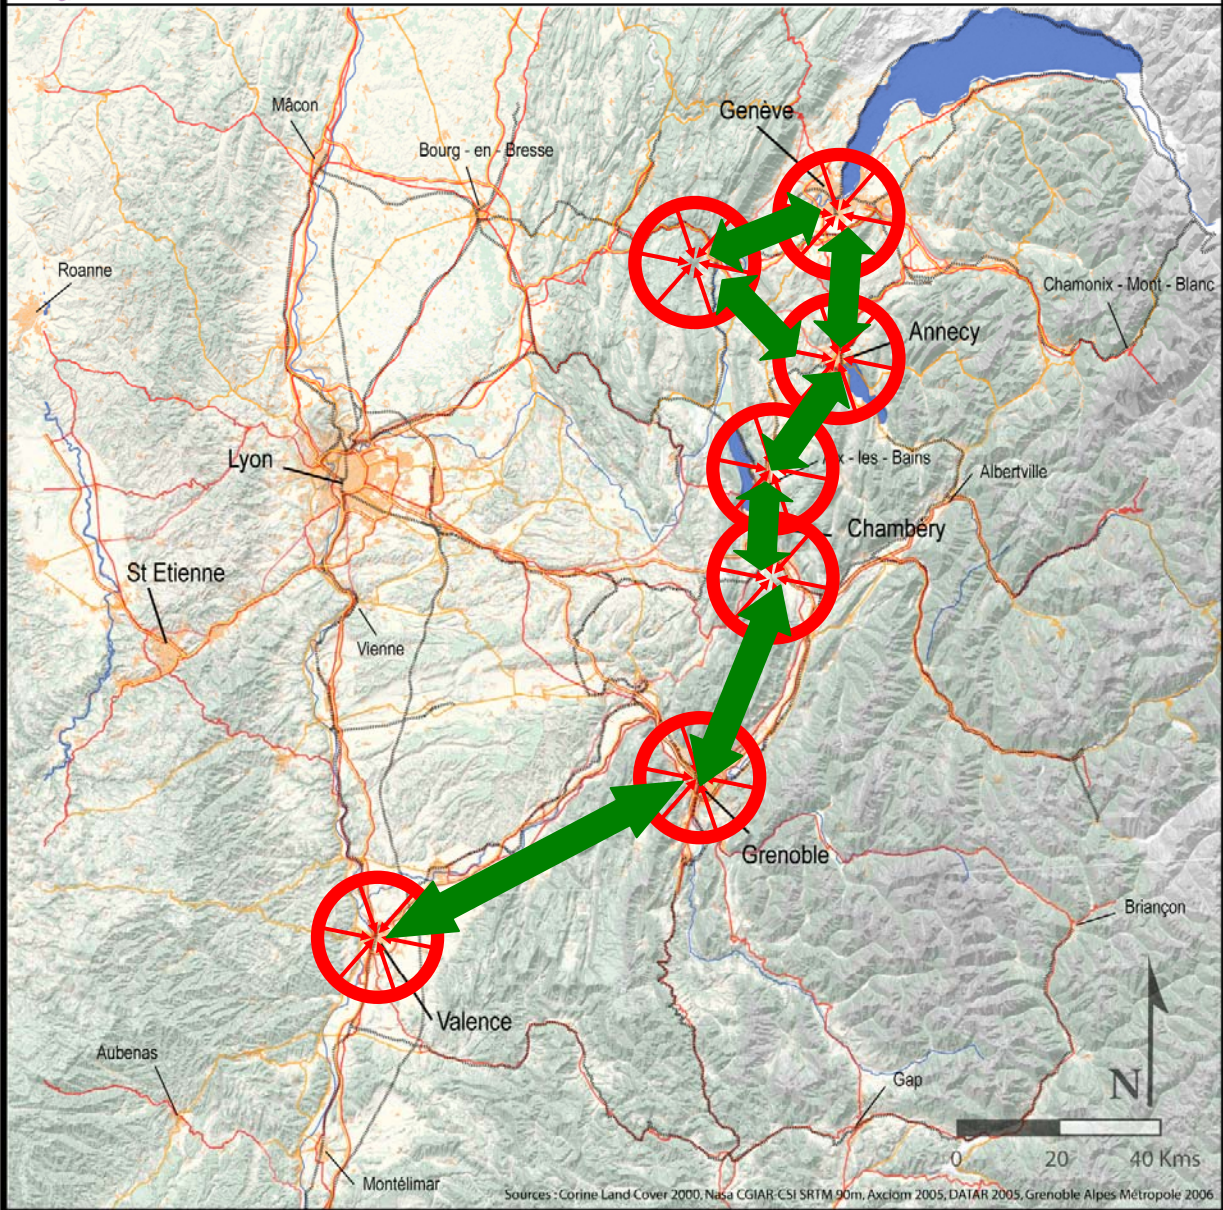 Mâcon
Genève
Bourg - en - Bresse
Roanne
Chamonix - Mont - Blanc
Annecy
Lyon
- les - Bains
Albertville
Chambéry
St Etienne
Vienne
Grenoble
Briançon
Valence
Aubenas
Gap
N
0 20 40 Kms
Montélimar
Sources : Corine Land Cover 2000, Nasa CGIAR-CSI SRTM 90m, Axciom 2005, DATAR 2005, Grenoble Alpes Métropole 2006